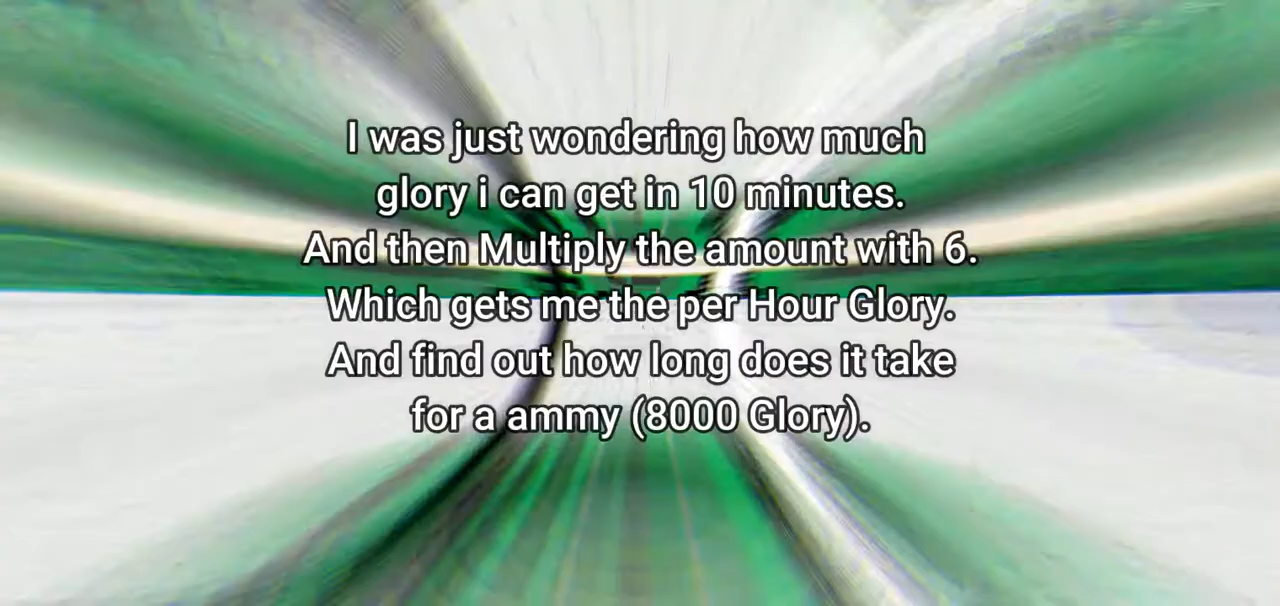 I was just wondering how much
glory i can get in 10 minutes.
And then Multiply the amount with 6.
Which gets me the per Hour Glory.
And find out how long does it take
for a ammy (8000 Glory).